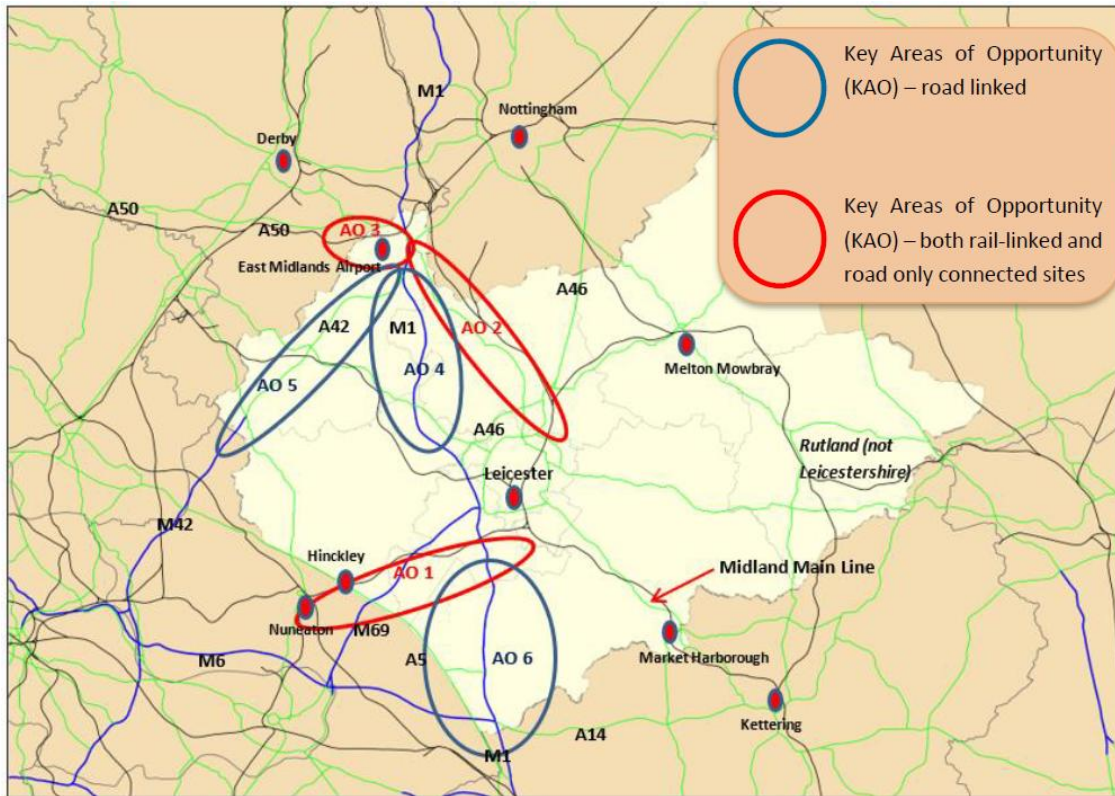 Key Areas of Opportunity
(KAO) – road linked
Key Areas of Opportunity
(KAO) – both rail-linked and
road only connected sites
M1
Nottingham
Derby
A50
A50
AO 3
East Midlands Airport
A46
A42
M1
AO 2
Melton Mowbray
AO 5
AO 4
A46
Rutland (not
Leicestershire)
Leicester
M42
Hinckley
AO 1
Midland Main Line
Nuneaton
M69
M6
A5
AO 6
Market Harborough
Kettering
A14
M1